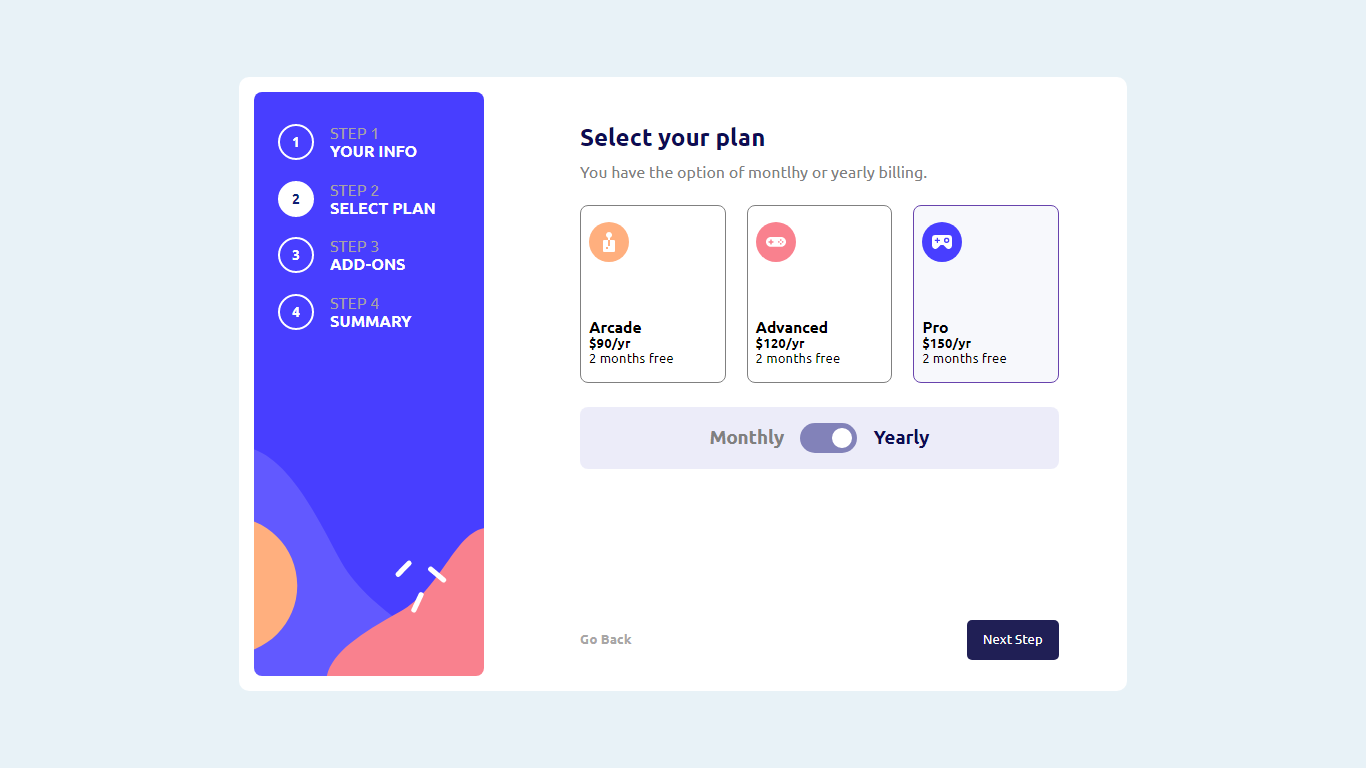 1
STEP 1
YOUR INFO
2
STEP 2
SELECT PLAN
3
STEP 3
ADD-ONS
4
STEP 4
SUMMARY
Select your plan
You have the option of montlhy or yearly billing.
Arcade
$90/yr
2 months free
Advanced
$120/yr
2 months free
Pro
$150/yr
2 months free
Monthly
Yearly
Go Back
Next Step